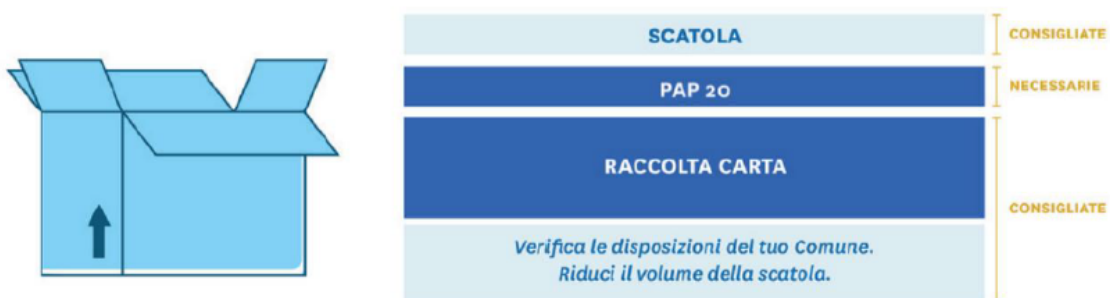 SCATOLA
CONSIGLIATE
PAP 20
NECESSARIE
RACCOLTA CARTA
CONSIGLIATE
Verifica le disposizioni del tuo Comune.
Riduci il volume della scatola.